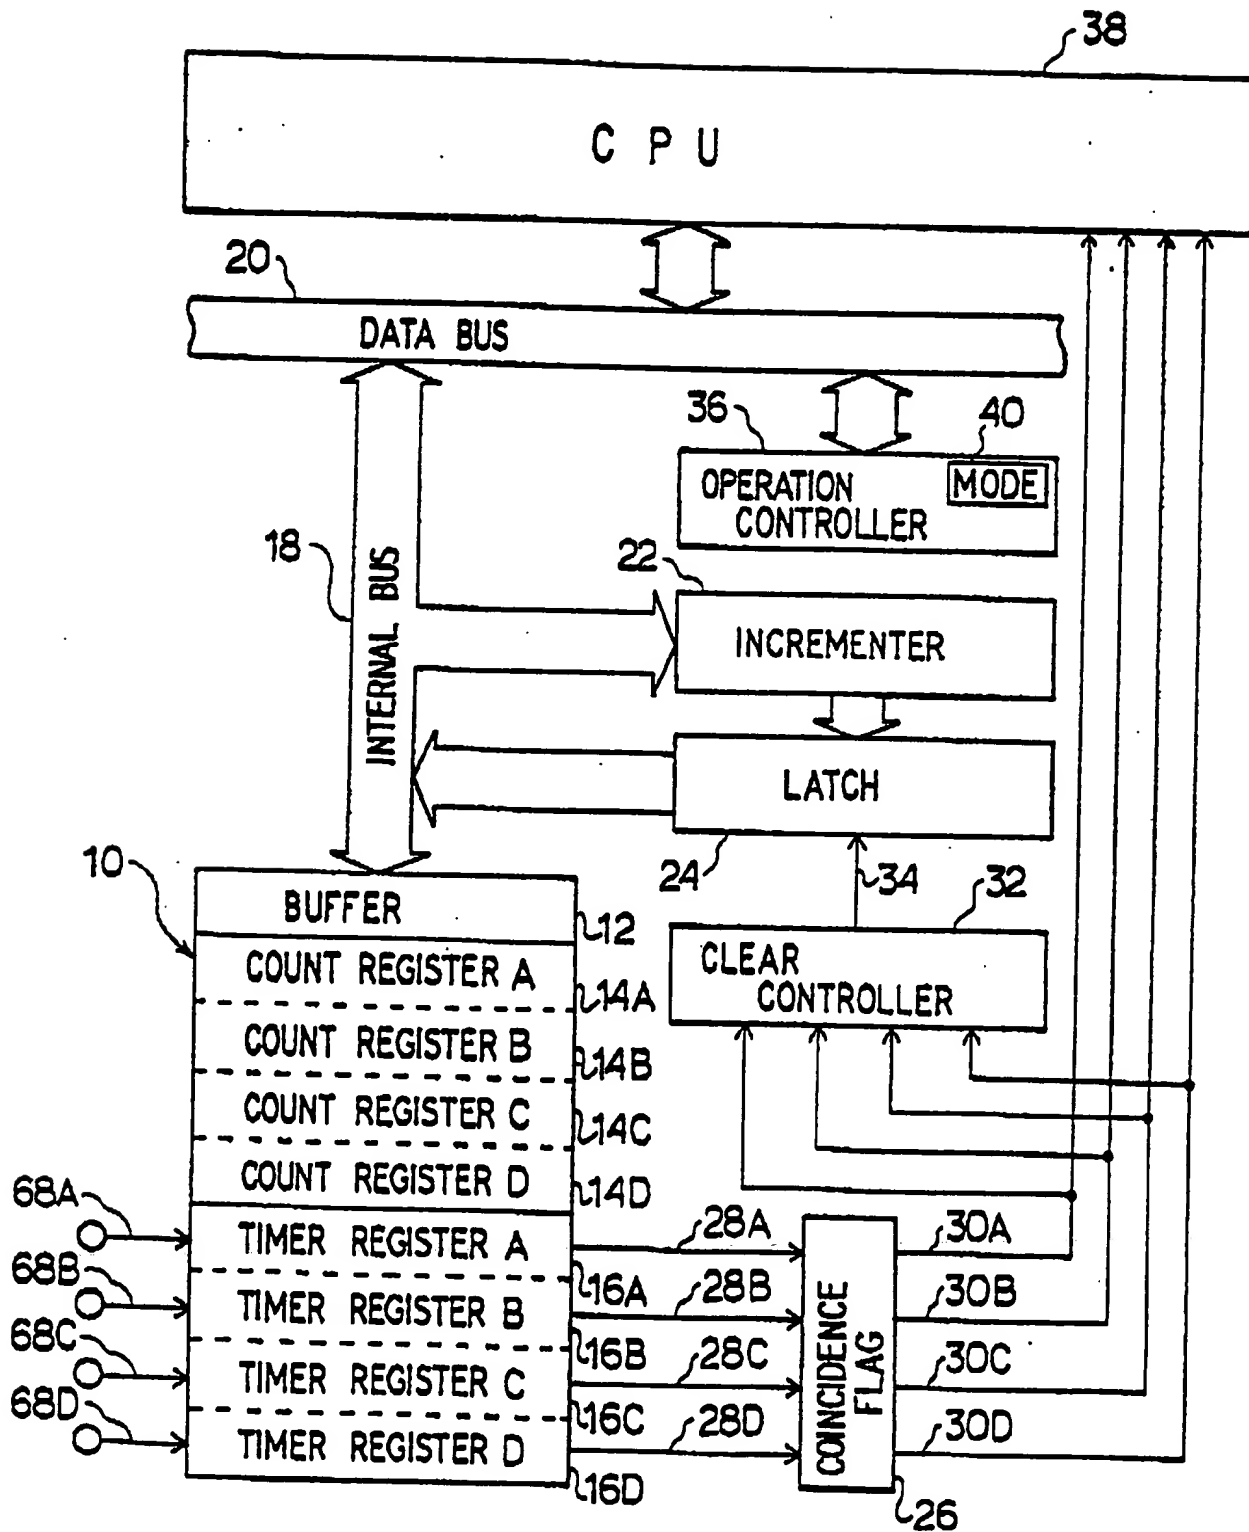 38
CPU
20
DATA BUS
36
40
OPERATION
CONTROLLER
MODE
18
INTERNAL BUS
22
INCREMENTER
LATCH
10
24
34
32
BUFFER
12
CLEAR
CONTROLLER
COUNT REGISTER A
14A
COUNT REGISTER B
14B
COUNT REGISTER C
14C
COUNT REGISTER D
14D
68A
TIMER REGISTER A
28A
30A
16A
68B
TIMER REGISTER B
28B
30B
16B
68C
TIMER REGISTER C
28C
30C
16C
68D
TIMER REGISTER D
28D
30D
16D
COINCIDENCE
FLAG
26